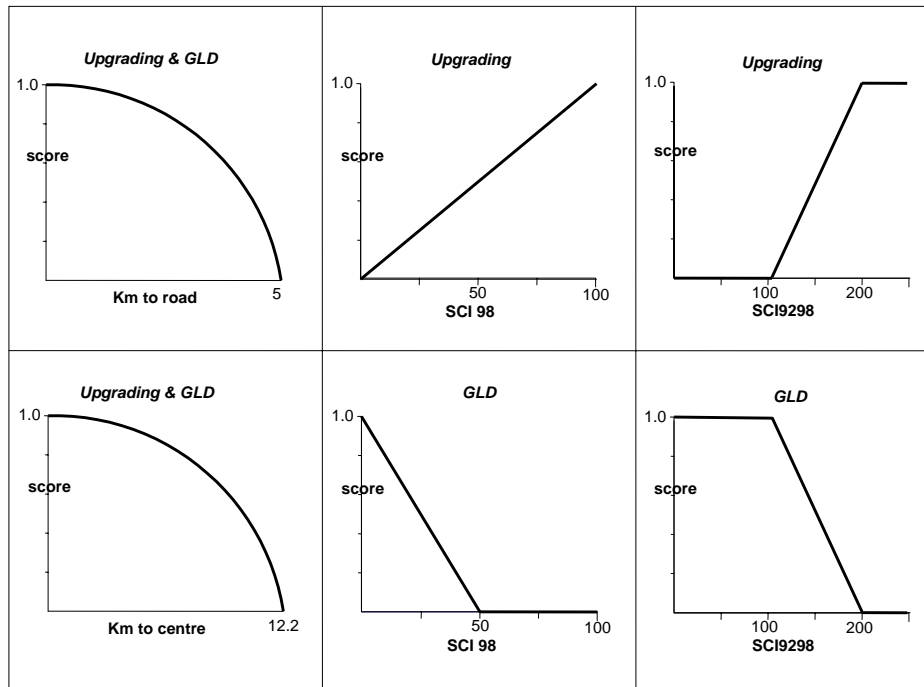 Upgrading & GLD
1.0
score
5
Km to road
Upgrading
1.0
score
50
100
SCI 98
Upgrading
1.0
score
100
200
SCI9298
Upgrading & GLD
1.0
score
Km to centre
12.2
GLD
1.0
score
50
100
SCI 98
GLD
1.0
score
100
200
SCI9298